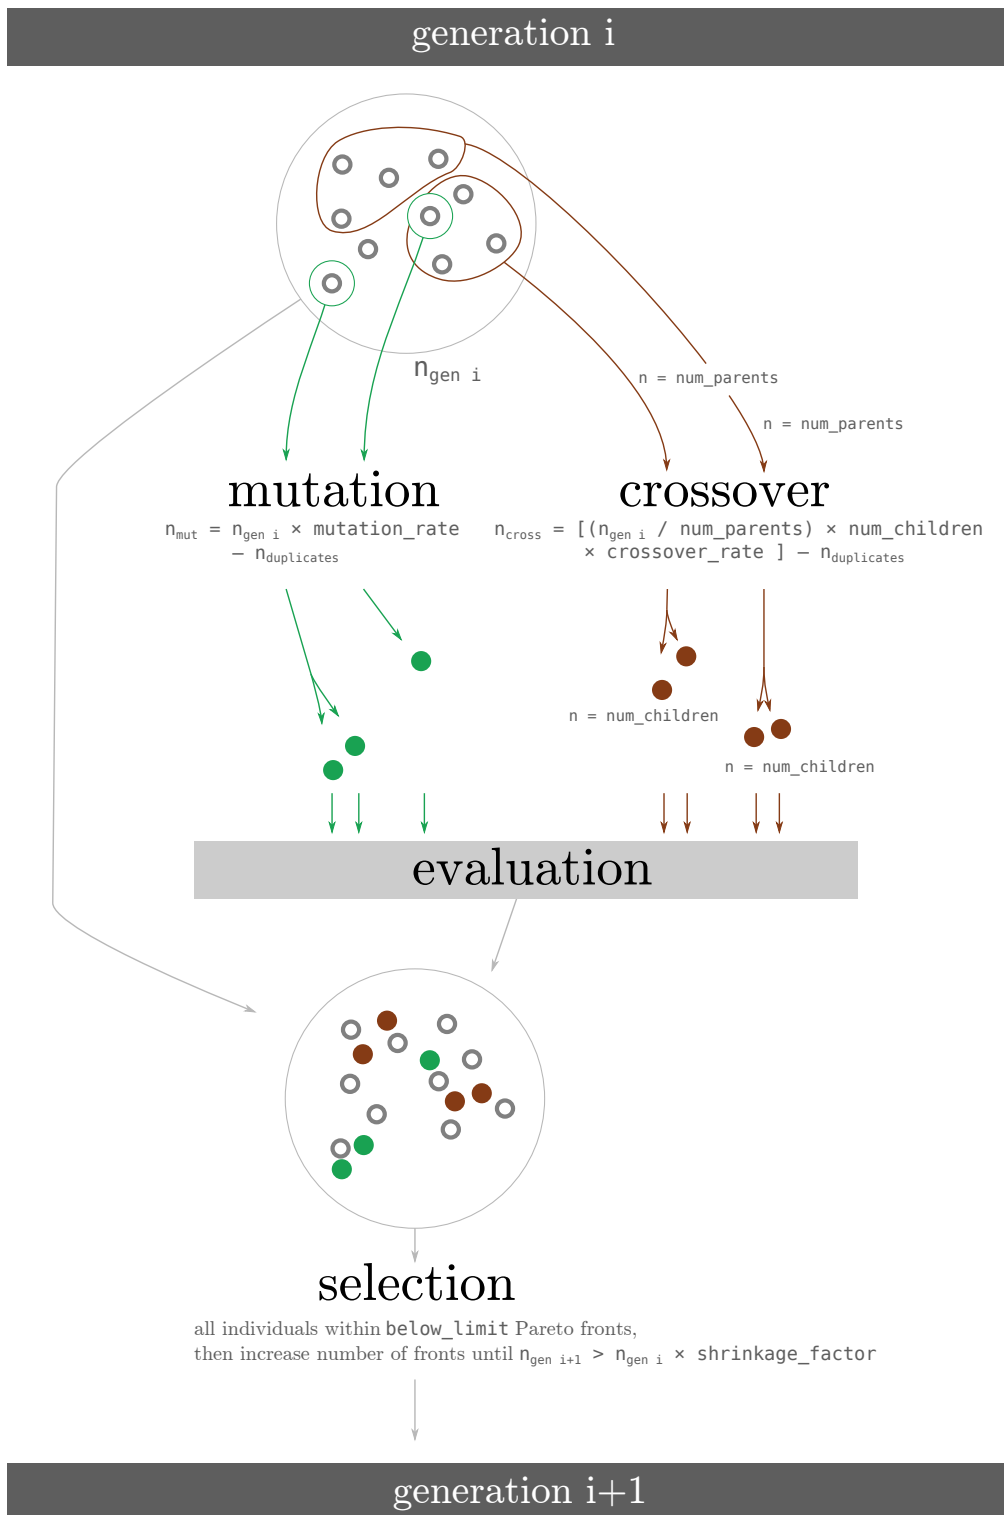 generation i
n_gen i
n = num_parents
n = num_parents
mutation
n_mut = n_gen i × mutation_rate
– n_duplicates
crossover
n_cross = [(n_gen i / num_parents) × num_children
× crossover_rate ] – n_duplicates
n = num_children
n = num_children
evaluation
selection
all individuals within below_limit Pareto fronts,
then increase number of fronts until n_gen i+1 > n_gen i × shrinkage_factor
generation i+1